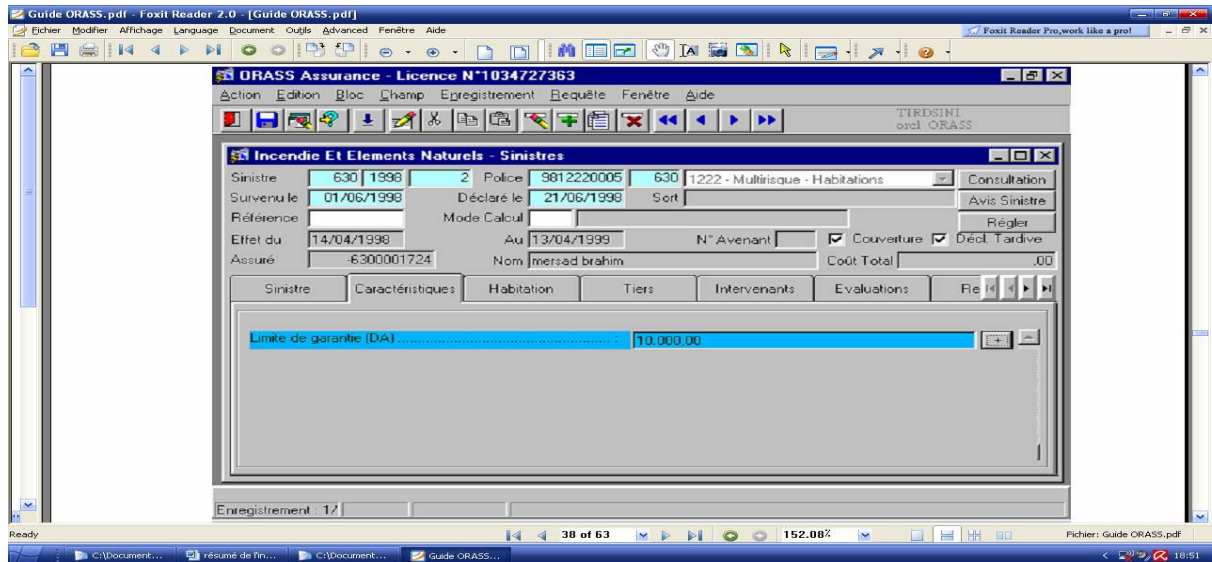 Guide ORASS.pdf - Foxit Reader 2.0 - [Guide ORASS.pdf]
Fichier Modifier Affichage Language Document Outils Advanced Fenêtre Aide
Foxit Reader Pro,work like a pro!
ORASS Assurance - Licence N°1034727363
Action Edition Bloc Champ Enregistrement Requête Fenêtre Aide
TIRDSINI
orcl ORASS
Incendie Et Elements Naturels - Sinistres
Sinistre 630 1998 2 Police 9812220005 630 1222 - Multirisque - Habitations Consultation
Survenu le 01/06/1998 Déclaré le 21/06/1998 Sort Avis Sinistre
Référence Mode Calcul Régler
Effet du 14/04/1998 Au 13/04/1999 N° Avenant Couverture Décl. Tardive
Assuré -6300001724 Nom mersad brahim Coût Total ,00
Sinistre Caractéristiques Habitation Tiers Intervenants Evaluations Re
Limite de garantie (DA) ........................................................ : 10.000,00 +
Enregistrement : 1/
Ready 38 of 63 152.08% Fichier: Guide ORASS.pdf
C:\Document... résumé de l'in... C:\Document... Guide ORASS... 18:51